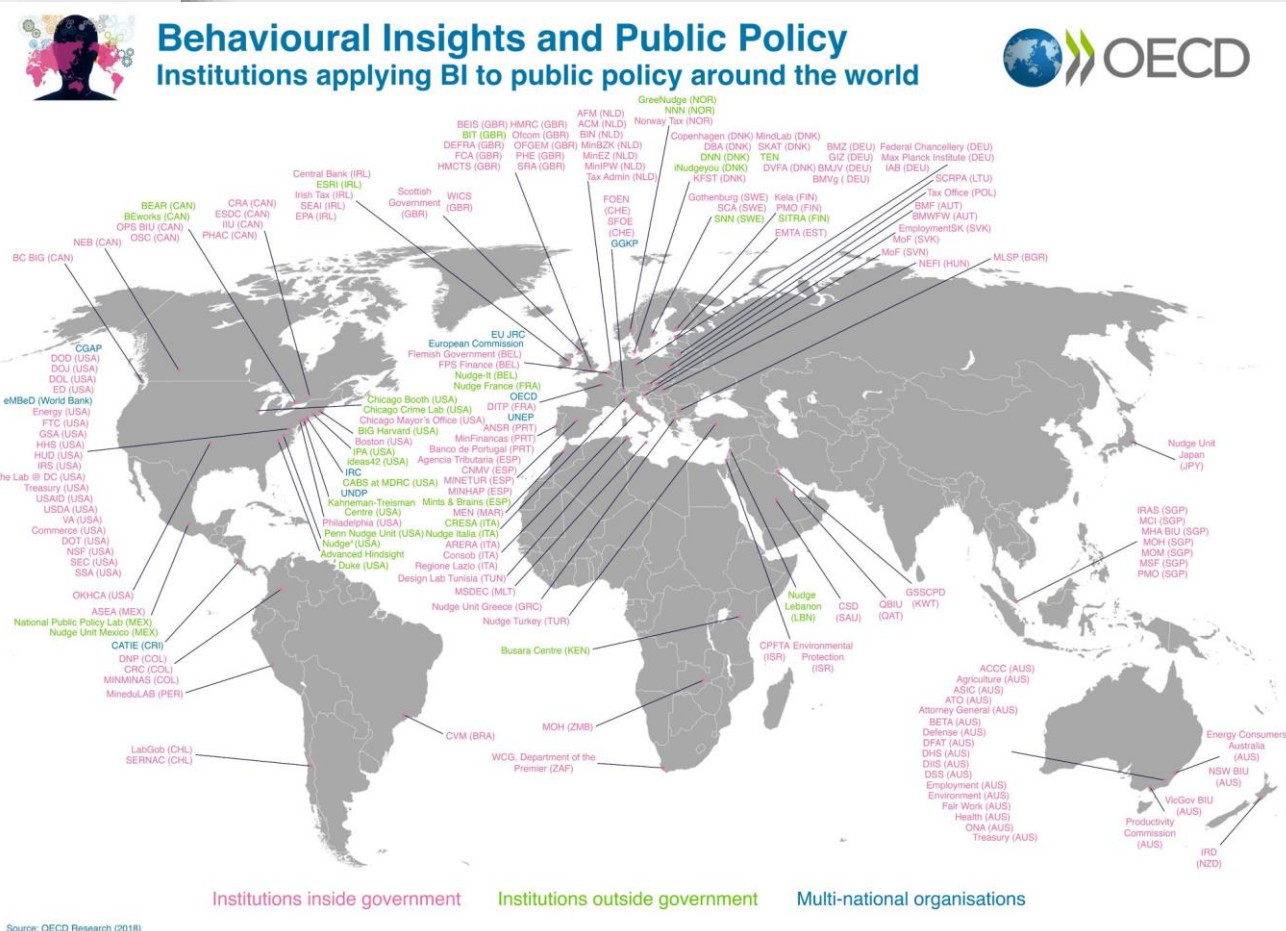 Behavioural Insights and Public Policy
Institutions applying BI to public policy around the world
OECD
GreeNudge (NOR)
NNN (NOR)
Norway Tax (NOR)
AFM (NLD)
ACM (NLD)
BIN (NLD)
MinBZK (NLD)
MinEZ (NLD)
MinIPW (NLD)
Tax Admin (NLD)
BEIS (GBR) HMRC (GBR)
BIT (GBR) Ofcom (GBR)
DEFRA (GBR) OFGEM (GBR)
FCA (GBR) PHE (GBR)
HMCTS (GBR) SRA (GBR)
Copenhagen (DNK) MindLab (DNK)
DBA (DNK) SKAT (DNK)
DNN (DNK) TEN
iNudgeyou (DNK) DVFA (DNK)
KFST (DNK)
BMZ (DEU) Federal Chancellery (DEU)
GIZ (DEU) Max Planck Institute (DEU)
BMJV (DEU) IAB (DEU)
BMVg ( DEU)
SCRPA (LTU)
Tax Office (POL)
BMF (AUT)
BMWFW (AUT)
EmploymentSK (SVK)
MoF (SVK)
MoF (SVN)
NEFI (HUN)
MLSP (BGR)
Central Bank (IRL)
ESRI (IRL)
Irish Tax (IRL)
SEAI (IRL)
EPA (IRL)
Scottish
Government
(GBR)
WICS
(GBR)
FOEN
(CHE)
SFOE
(CHE)
GGKP
Gothenburg (SWE)
SCA (SWE)
SNN (SWE)
Kela (FIN)
PMO (FIN)
SITRA (FIN)
EMTA (EST)
BEAR (CAN)
BEworks (CAN)
OPS BIU (CAN)
OSC (CAN)
CRA (CAN)
ESDC (CAN)
IIU (CAN)
PHAC (CAN)
NEB (CAN)
BC BIG (CAN)
CGAP
DOD (USA)
DOJ (USA)
DOL (USA)
ED (USA)
eMBeD (World Bank)
Energy (USA)
FTC (USA)
GSA (USA)
HHS (USA)
HUD (USA)
IRS (USA)
he Lab @ DC (USA)
Treasury (USA)
USAID (USA)
USDA (USA)
VA (USA)
Commerce (USA)
DOT (USA)
NSF (USA)
SEC (USA)
SSA (USA)
OKHCA (USA)
ASEA (MEX)
National Public Policy Lab (MEX)
Nudge Unit Mexico (MEX)
CATIE (CRI)
DNP (COL)
CRC (COL)
MINMINAS (COL)
MineduLAB (PER)
LabGob (CHL)
SERNAC (CHL)
CVM (BRA)
Chicago Booth (USA)
Chicago Crime Lab (USA)
Chicago Mayor's Office (USA)
BIG Harvard (USA)
Boston (USA)
IPA (USA)
ideas42 (USA)
IRC
CABS at MDRC (USA)
UNDP
Kahneman-Treisman
Centre (USA)
Philadelphia (USA)
Penn Nudge Unit (USA)
Nudge⁴ (USA)
Advanced Hindsight
Duke (USA)
EU JRC
European Commission
Flemish Government (BEL)
FPS Finance (BEL)
Nudge-It (BEL)
Nudge France (FRA)
OECD
DITP (FRA)
UNEP
ANSR (PRT)
MinFinancas (PRT)
Banco de Portugal (PRT)
Agencia Tributaria (ESP)
CNMV (ESP)
MINETUR (ESP)
MINHAP (ESP)
Mints & Brains (ESP)
MEN (MAR)
CRESA (ITA)
Nudge Italia (ITA)
ARERA (ITA)
Consob (ITA)
Regione Lazio (ITA)
Design Lab Tunisia (TUN)
MSDEC (MLT)
Nudge Unit Greece (GRC)
Nudge Turkey (TUR)
Busara Centre (KEN)
MOH (ZMB)
WCG, Department of the
Premier (ZAF)
CPFTA
(ISR)
Environmental
Protection
(ISR)
Nudge
Lebanon
(LBN)
CSD
(SAU)
QBIU
(QAT)
GSSCPD
(KWT)
Nudge Unit
Japan
(JPY)
IRAS (SGP)
MCI (SGP)
MHA BIU (SGP)
MOH (SGP)
MOM (SGP)
MSF (SGP)
PMO (SGP)
ACCC (AUS)
Agriculture (AUS)
ASIC (AUS)
ATO (AUS)
Attorney General (AUS)
BETA (AUS)
Defense (AUS)
DFAT (AUS)
DHS (AUS)
DIIS (AUS)
DSS (AUS)
Employment (AUS)
Environment (AUS)
Fair Work (AUS)
Health (AUS)
ONA (AUS)
Treasury (AUS)
Energy Consumers
Australia
(AUS)
NSW BIU
(AUS)
VicGov BIU
(AUS)
Productivity
Commission
(AUS)
IRD
(NZD)
Institutions inside government
Institutions outside government
Multi-national organisations
Source: OECD Research (2018)